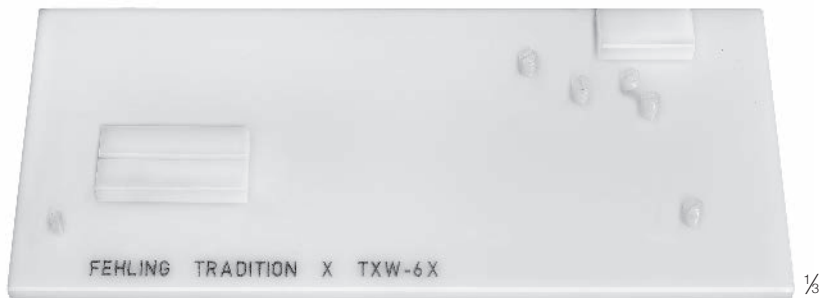 FEHLING TRADITION X TXW-6X
⅓